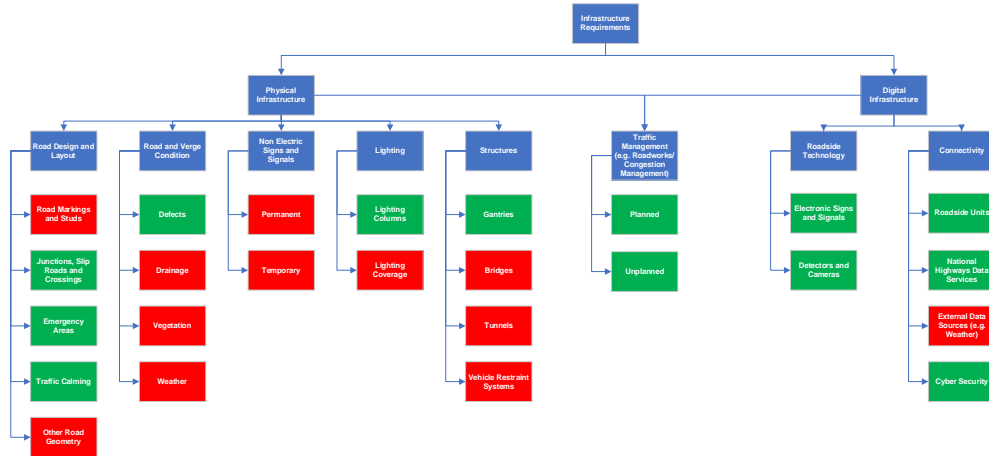 Infrastructure
Requirements
Physical
Infrastructure
Digital
Infrastructure
Road Design and
Layout
Road and Verge
Condition
Non Electric
Signs and
Signals
Lighting
Structures
Traffic
Management
(e.g. Roadworks/
Congestion
Management)
Roadside
Technology
Connectivity
Road Markings
and Studs
Defects
Permanent
Lighting
Columns
Gantries
Planned
Electronic Signs
and Signals
Roadside Units
Junctions, Slip
Roads and
Crossings
Drainage
Temporary
Lighting
Coverage
Bridges
Unplanned
Detectors and
Cameras
National
Highways Data
Services
Emergency
Areas
Vegetation
Tunnels
External Data
Sources (e.g.
Weather)
Traffic Calming
Weather
Vehicle Restraint
Systems
Cyber Security
Other Road
Geometry